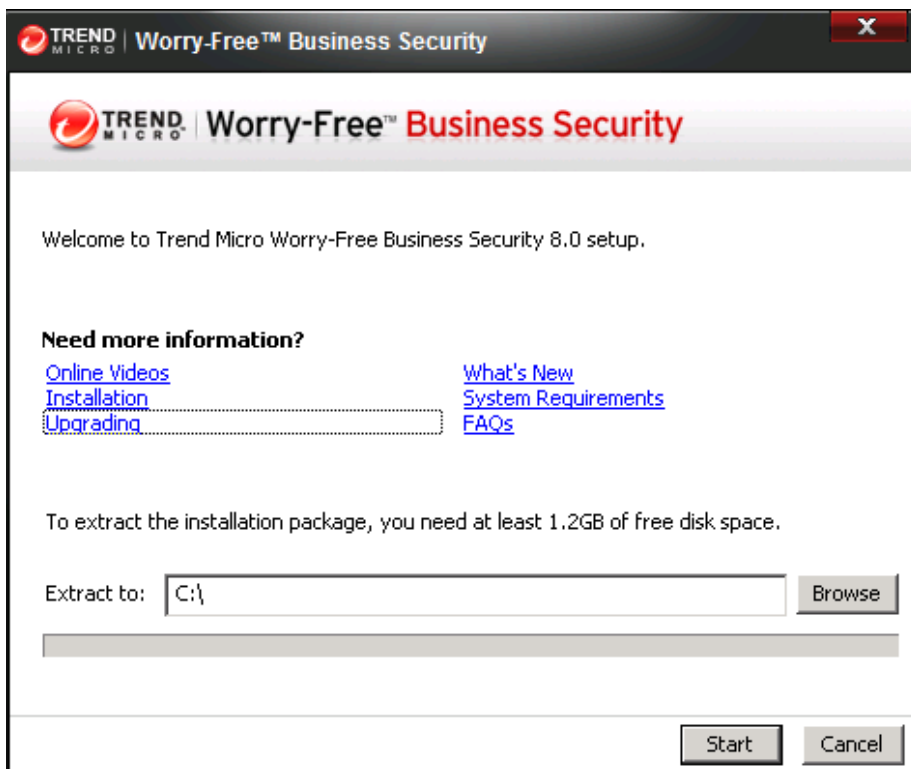 TREND MICRO | Worry-Free™ Business Security
X
TREND MICRO™ | Worry-Free™ Business Security
Welcome to Trend Micro Worry-Free Business Security 8.0 setup.
Need more information?
Online Videos
What's New
Installation
System Requirements
Upgrading
FAQs
To extract the installation package, you need at least 1.2GB of free disk space.
Extract to: C:\ Browse
Start Cancel